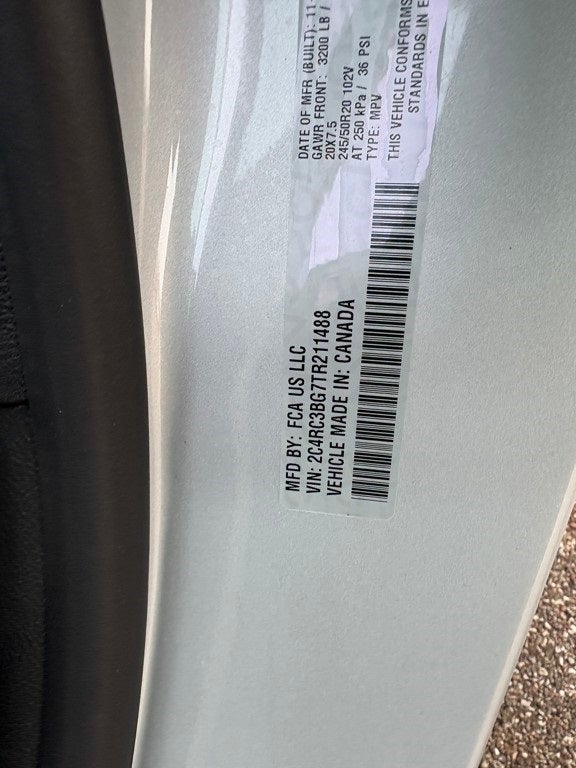 MFD BY: FCA US LLC
VIN: 2C4RC3BG7TR211488
VEHICLE MADE IN: CANADA
DATE OF MFR (BUILT): 11-
GAWR FRONT: 3200 LB /
20X7.5
245/50R20 102V
AT 250 kPa / 36 PSI
TYPE: MPV
THIS VEHICLE CONFORMS
STANDARDS IN E